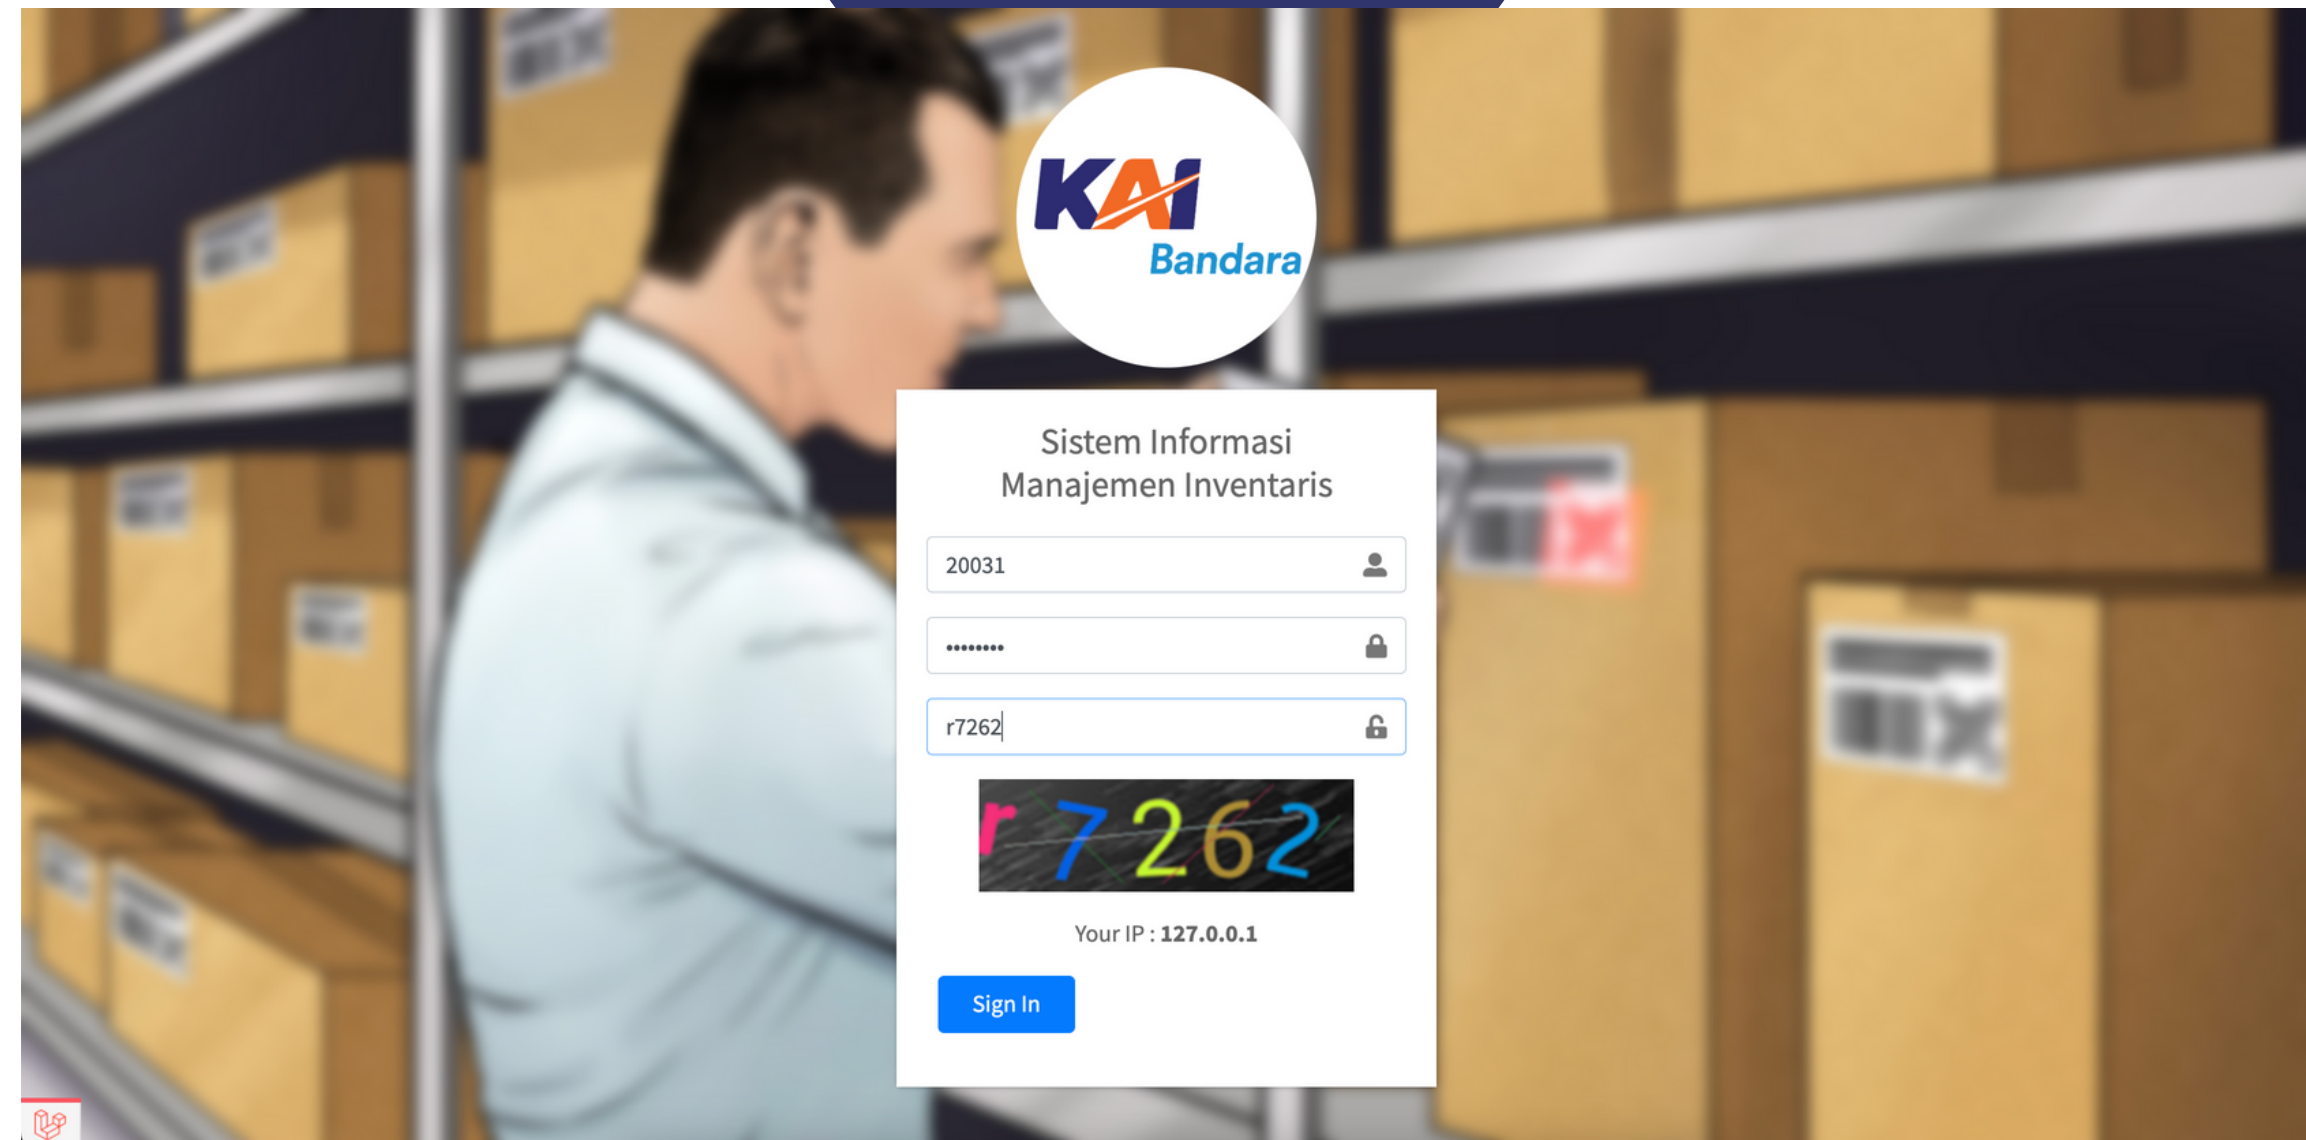 KAI
Bandara
Sistem Informasi
Manajemen Inventaris
20031
••••••••
r7262
r7262
Your IP : 127.0.0.1
Sign In